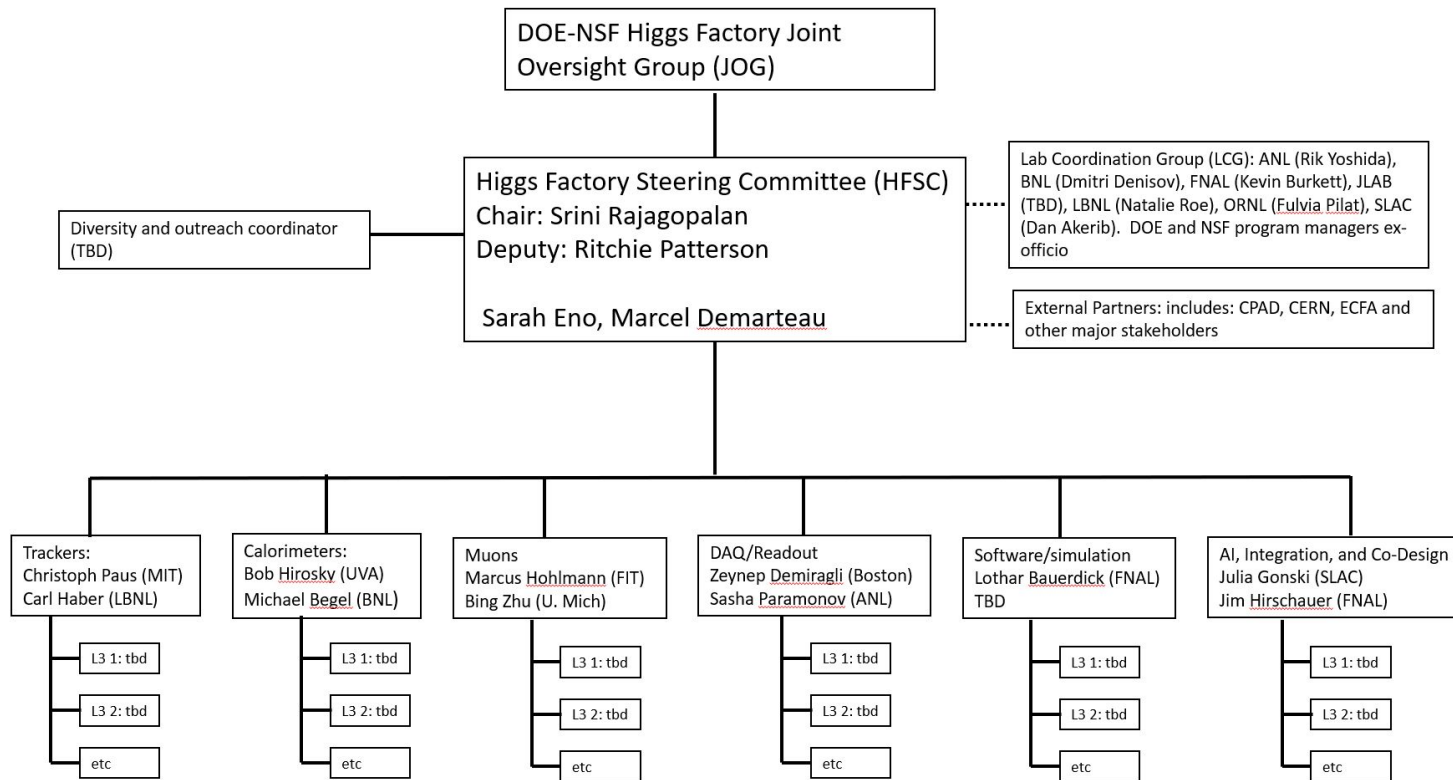 DOE-NSF Higgs Factory Joint
Oversight Group (JOG)
Higgs Factory Steering Committee (HFSC)
Chair: Srini Rajagopalan
Deputy: Ritchie Patterson
Sarah Eno, Marcel Demarteau
Diversity and outreach coordinator
(TBD)
Lab Coordination Group (LCG): ANL (Rik Yoshida),
BNL (Dmitri Denisov), FNAL (Kevin Burkett), JLAB
(TBD), LBNL (Natalie Roe), ORNL (Fulvia Pilat), SLAC
(Dan Akerib).  DOE and NSF program managers ex-
officio
External Partners: includes: CPAD, CERN, ECFA and
other major stakeholders
Trackers:
Christoph Paus (MIT)
Carl Haber (LBNL)
L3 1: tbd
L3 2: tbd
etc
Calorimeters:
Bob Hirosky (UVA)
Michael Begel (BNL)
L3 1: tbd
L3 2: tbd
etc
Muons
Marcus Hohlmann (FIT)
Bing Zhu (U. Mich)
L3 1: tbd
L3 2: tbd
etc
DAQ/Readout
Zeynep Demiragli (Boston)
Sasha Paramonov (ANL)
L3 1: tbd
L3 2: tbd
etc
Software/simulation
Lothar Bauerdick (FNAL)
TBD
L3 1: tbd
L3 2: tbd
etc
AI, Integration, and Co-Design
Julia Gonski (SLAC)
Jim Hirschauer (FNAL)
L3 1: tbd
L3 2: tbd
etc